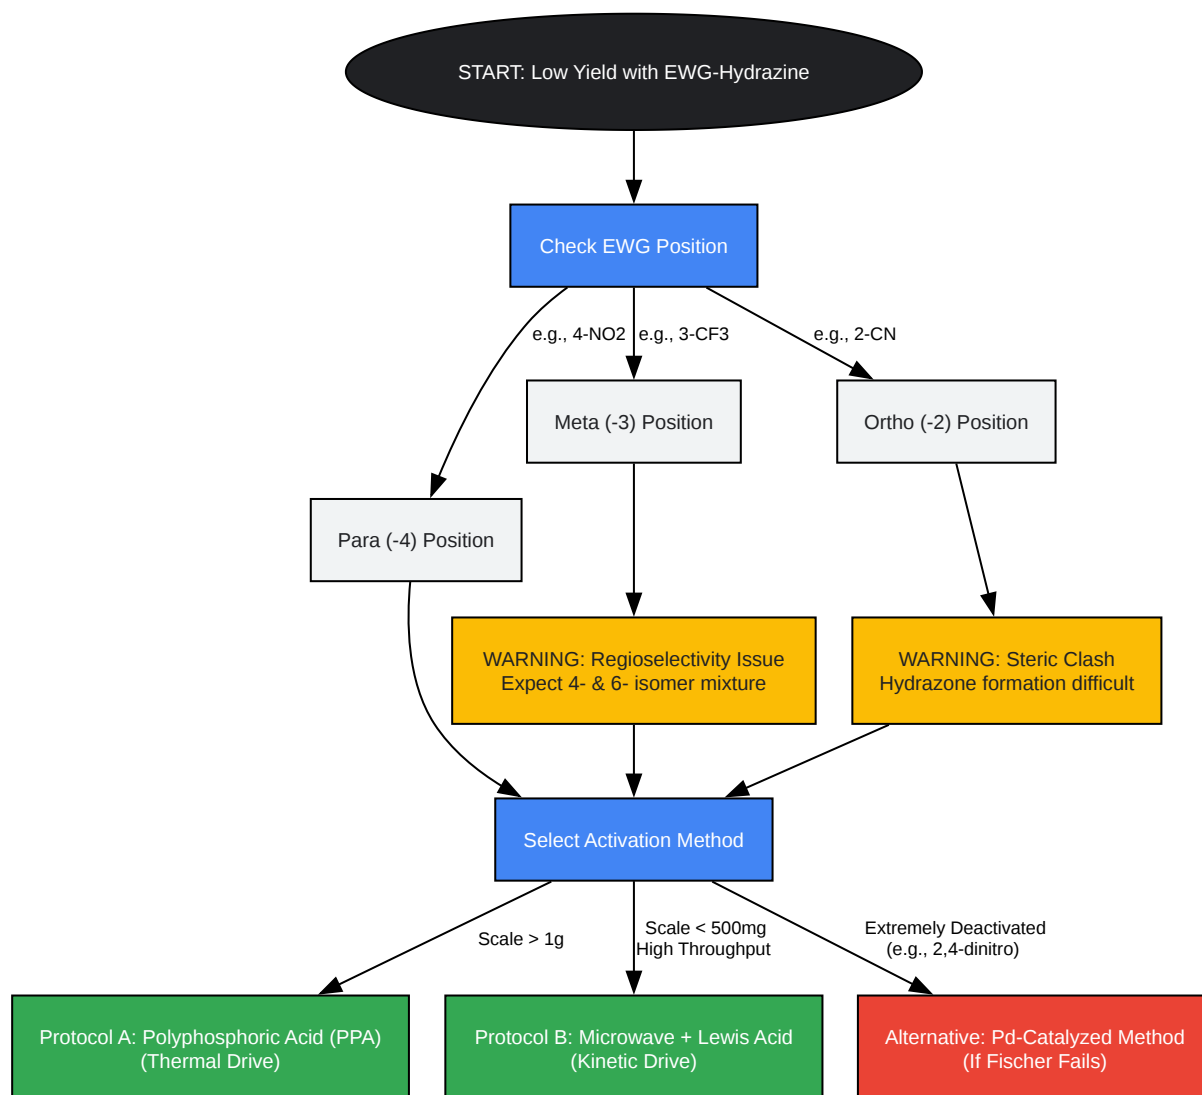 START: Low Yield with EWG-Hydrazine
Check EWG Position
e.g., 4-NO2
e.g., 3-CF3
e.g., 2-CN
Meta (-3) Position
Ortho (-2) Position
Para (-4) Position
WARNING: Regioselectivity Issue
Expect 4- & 6- isomer mixture
WARNING: Steric Clash
Hydrazone formation difficult
Select Activation Method
Scale > 1g
Scale < 500mg
High Throughput
Extremely Deactivated
(e.g., 2,4-dinitro)
Protocol A: Polyphosphoric Acid (PPA)
(Thermal Drive)
Protocol B: Microwave + Lewis Acid
(Kinetic Drive)
Alternative: Pd-Catalyzed Method
(If Fischer Fails)